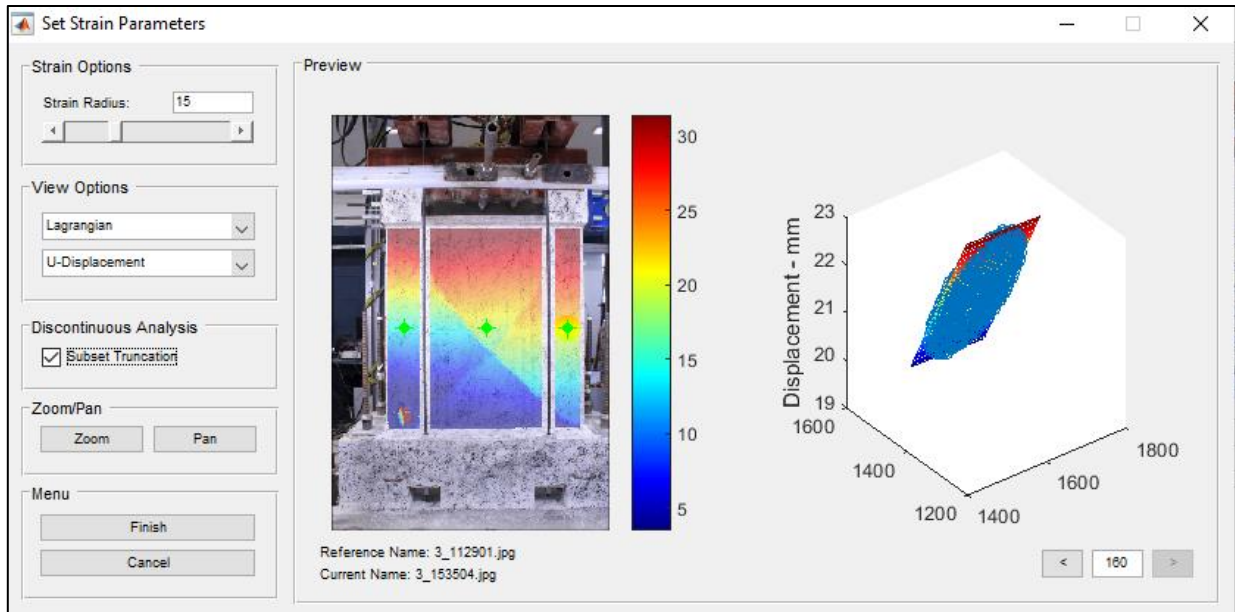 Set Strain Parameters
Strain Options
Strain Radius: 15
View Options
Lagrangian
U-Displacement
Discontinuous Analysis
Subset Truncation
Zoom/Pan
Zoom Pan
Menu
Finish
Cancel
Preview
30
25
20
15
10
5
Reference Name: 3_112901.jpg
Current Name: 3_153504.jpg
Displacement - mm
23
22
21
20
19
1600
1400
1200
1400
1600
1800
< 160 >